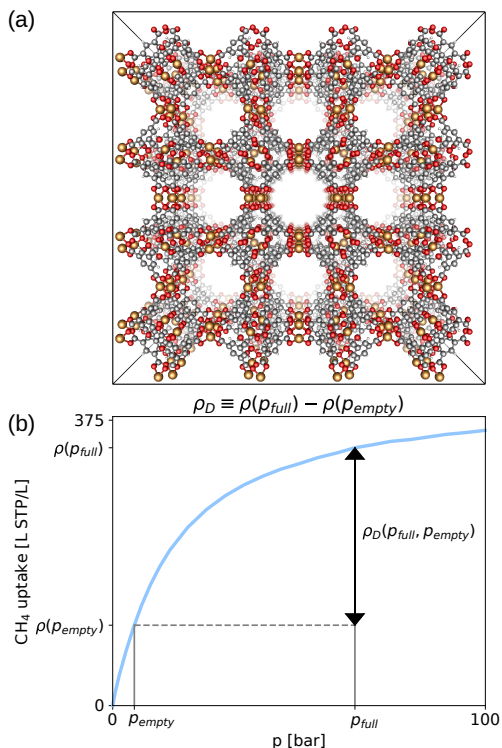 (a)
ρ_D ≡ ρ(p_full) − ρ(p_empty)
(b)
375
ρ(p_full)
ρ_D(p_full, p_empty)
CH₄ uptake [L STP/L]
ρ(p_empty)
0
0 p_empty p_full 100
p [bar]